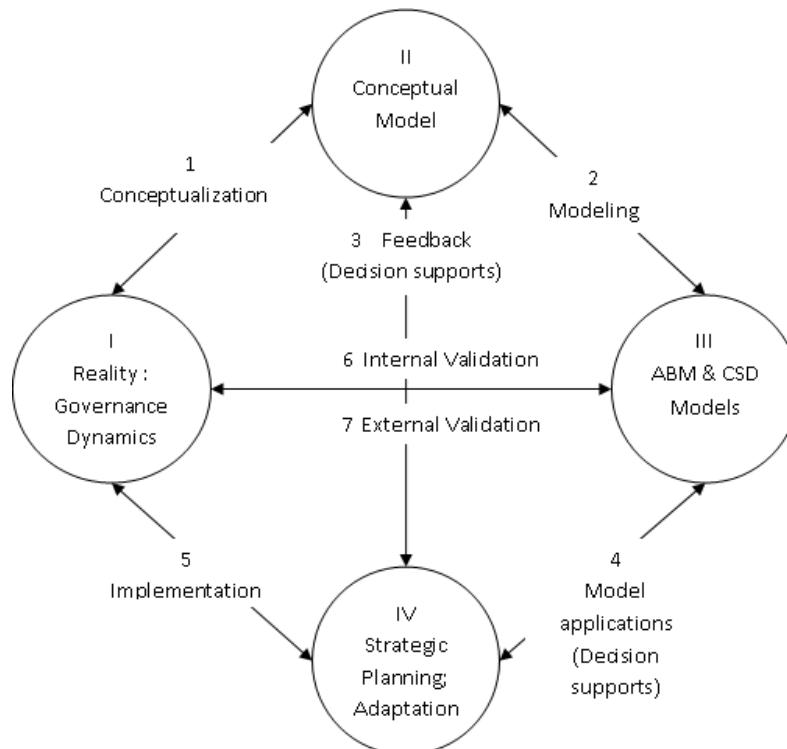 II
Conceptual
Model
1
Conceptualization
2
Modeling
3 Feedback
(Decision supports)
I
Reality :
Governance
Dynamics
6 Internal Validation
7 External Validation
III
ABM & CSD
Models
5
Implementation
4
Model
applications
(Decision
supports)
IV
Strategic
Planning;
Adaptation